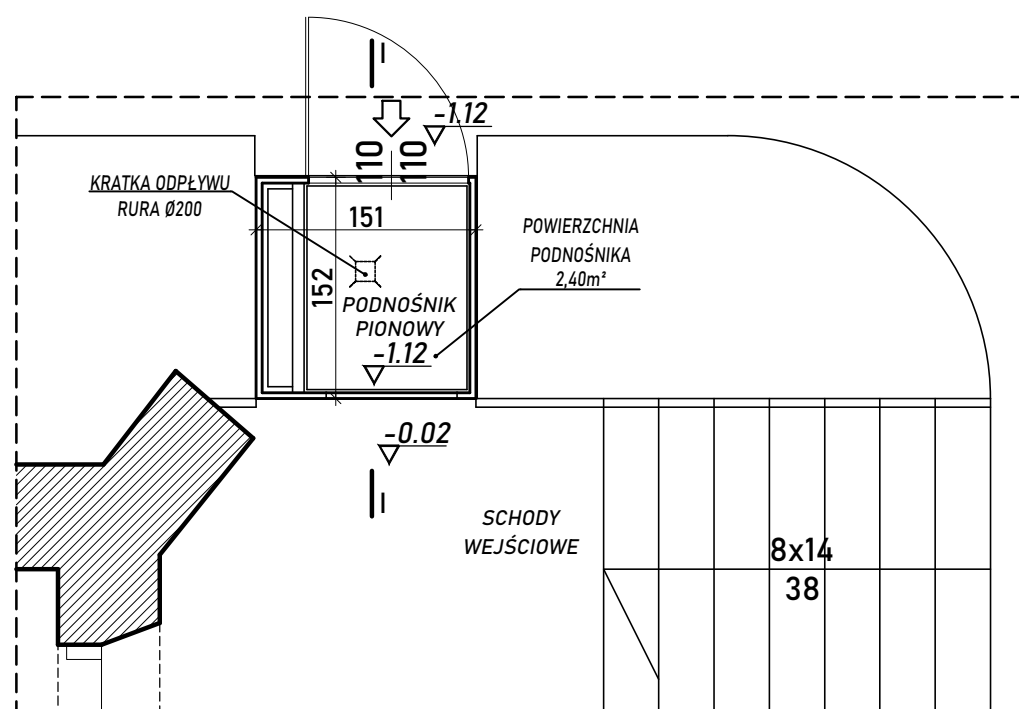 I
-1.12
110
110
KRATKA ODPŁYWU
RURA Ø200
151
POWIERZCHNIA
PODNOŚNIKA
2,40m²
152
PODNOŚNIK
PIONOWY
-1.12
-0.02
I
SCHODY
WEJŚCIOWE
8x14
38